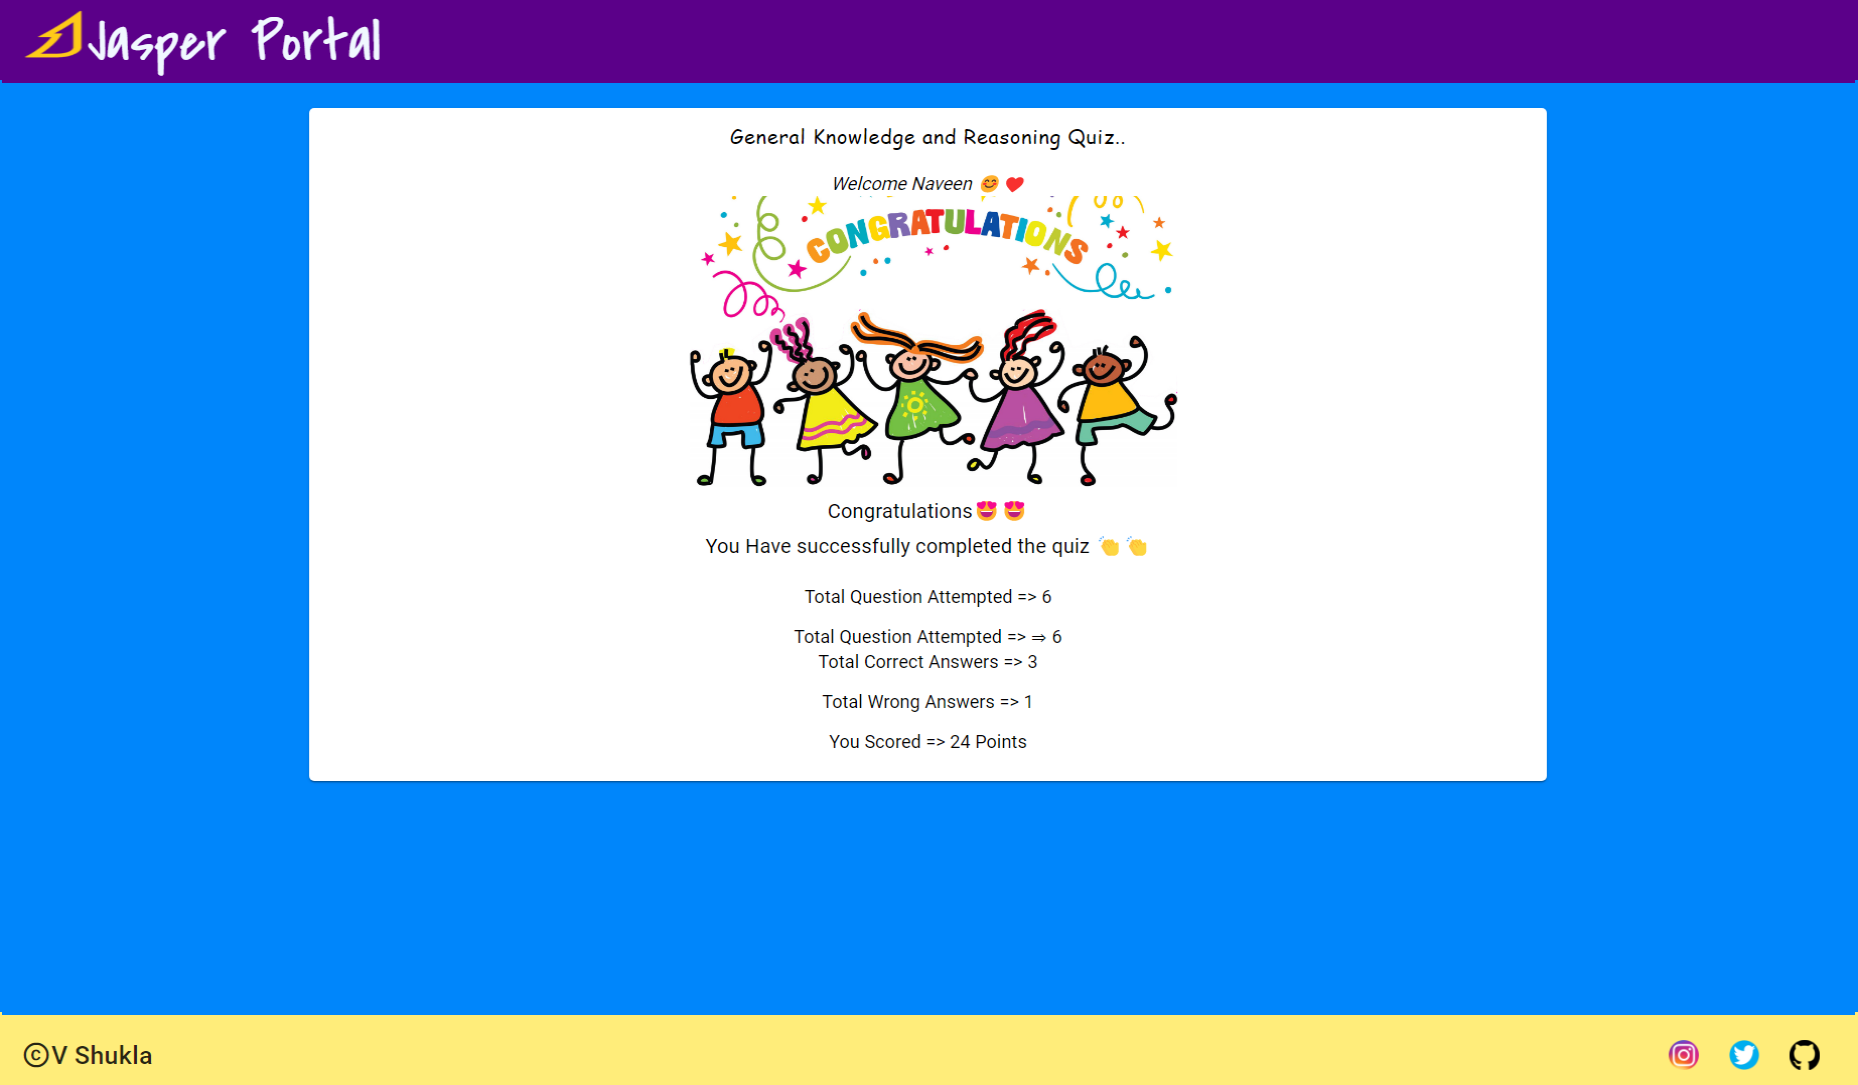 Jasper Portal
General Knowledge and Reasoning Quiz..
Welcome Naveen 😊 ❤️
CONGRATULATIONS
Congratulations😍 😍
You Have successfully completed the quiz 👏 👏
Total Question Attempted => 6
Total Question Attempted => ⇒ 6
Total Correct Answers => 3
Total Wrong Answers => 1
You Scored => 24 Points
©V Shukla